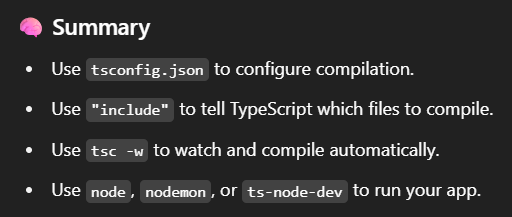 🧠 Summary
• Use tsconfig.json to configure compilation.
• Use "include" to tell TypeScript which files to compile.
• Use tsc -w to watch and compile automatically.
• Use node, nodemon, or ts-node-dev to run your app.